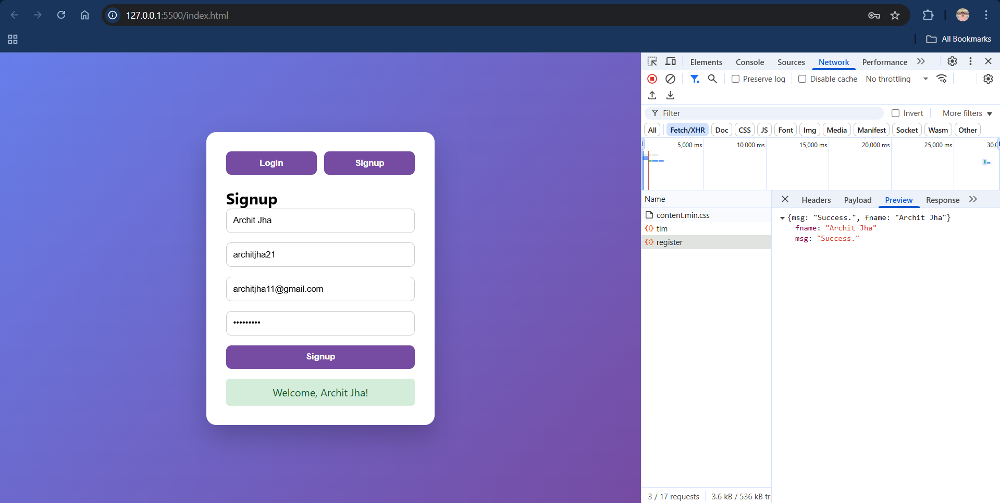 127.0.0.1:5500/index.html
All Bookmarks
Login Signup
Signup
Archit Jha
architjha21
architjha11@gmail.com
•••••••••
Signup
Welcome, Archit Jha!
Elements Console Sources Network Performance
Preserve log Disable cache No throttling
Filter Invert More filters
All Fetch/XHR Doc CSS JS Font Img Media Manifest Socket Wasm Other
5,000 ms 10,000 ms 15,000 ms 20,000 ms 25,000 ms 30,0
Name
content.min.css
tlm
register
Headers Payload Preview Response
{msg: "Success.", fname: "Archit Jha"}
fname: "Archit Jha"
msg: "Success."
3 / 17 requests 3.6 kB / 536 kB tr